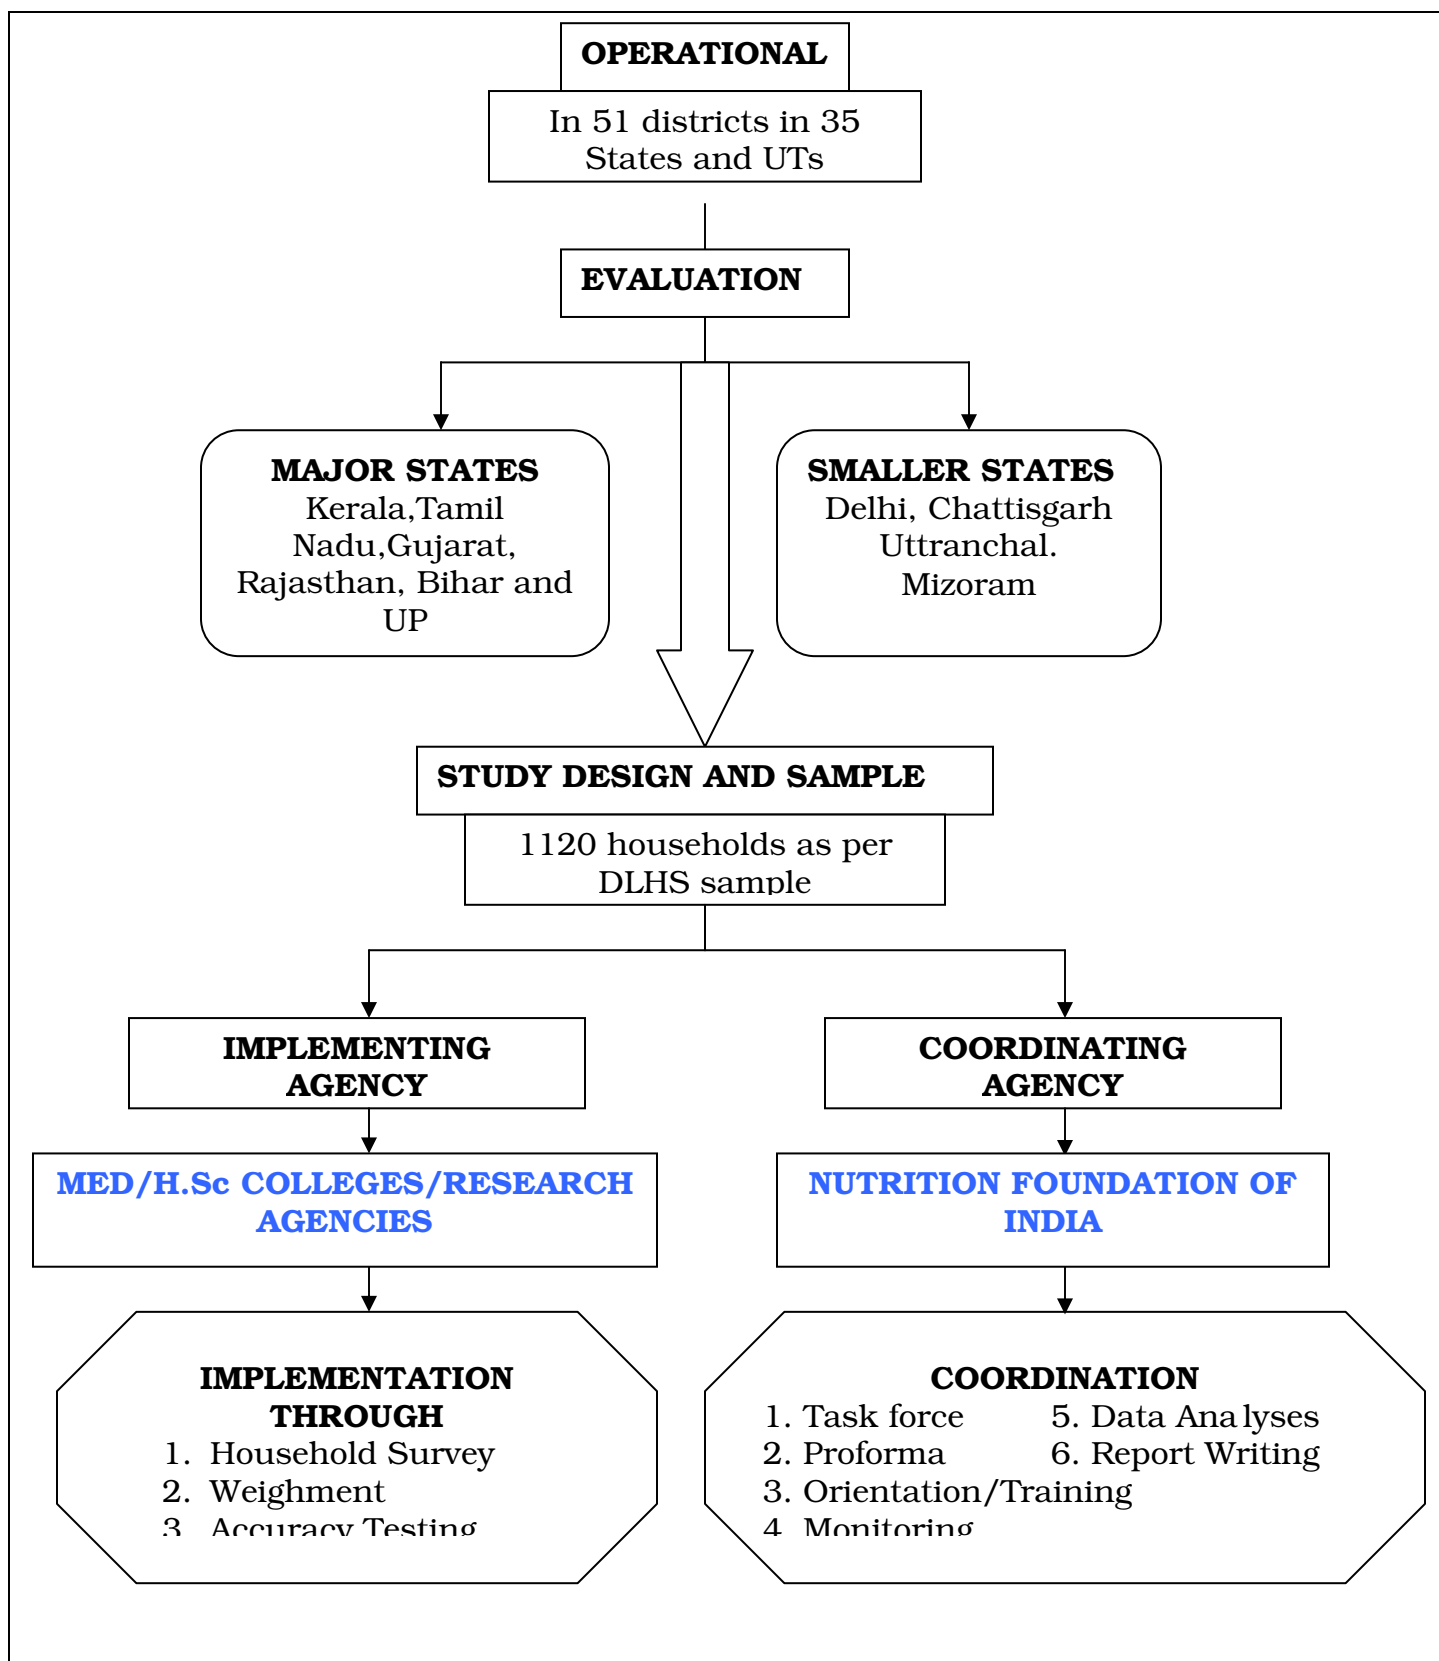 OPERATIONAL
In 51 districts in 35
States and UTs
EVALUATION
MAJOR STATES
Kerala,Tamil
Nadu,Gujarat,
Rajasthan, Bihar and
UP
SMALLER STATES
Delhi, Chattisgarh
Uttranchal.
Mizoram
STUDY DESIGN AND SAMPLE
1120 households as per
DLHS sample
IMPLEMENTING
AGENCY
COORDINATING
AGENCY
MED/H.Sc COLLEGES/RESEARCH
AGENCIES
NUTRITION FOUNDATION OF
INDIA
IMPLEMENTATION
THROUGH
1. Household Survey
2. Weighment
3. Accuracy Testing
COORDINATION
1. Task force 5. Data Analyses
2. Proforma 6. Report Writing
3. Orientation/Training
4. Monitoring